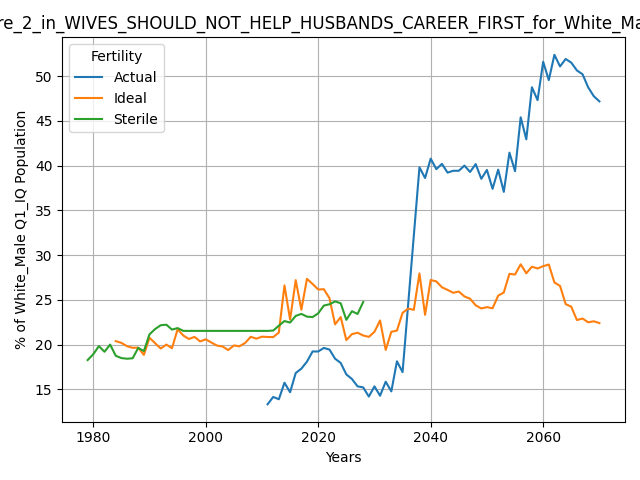 re_2_in_WIVES_SHOULD_NOT_HELP_HUSBANDS_CAREER_FIRST_for_White_Ma
Fertility
Actual
Ideal
Sterile
% of White_Male Q1_IQ Population
50
45
40
35
30
25
20
15
1980 2000 2020 2040 2060
Years